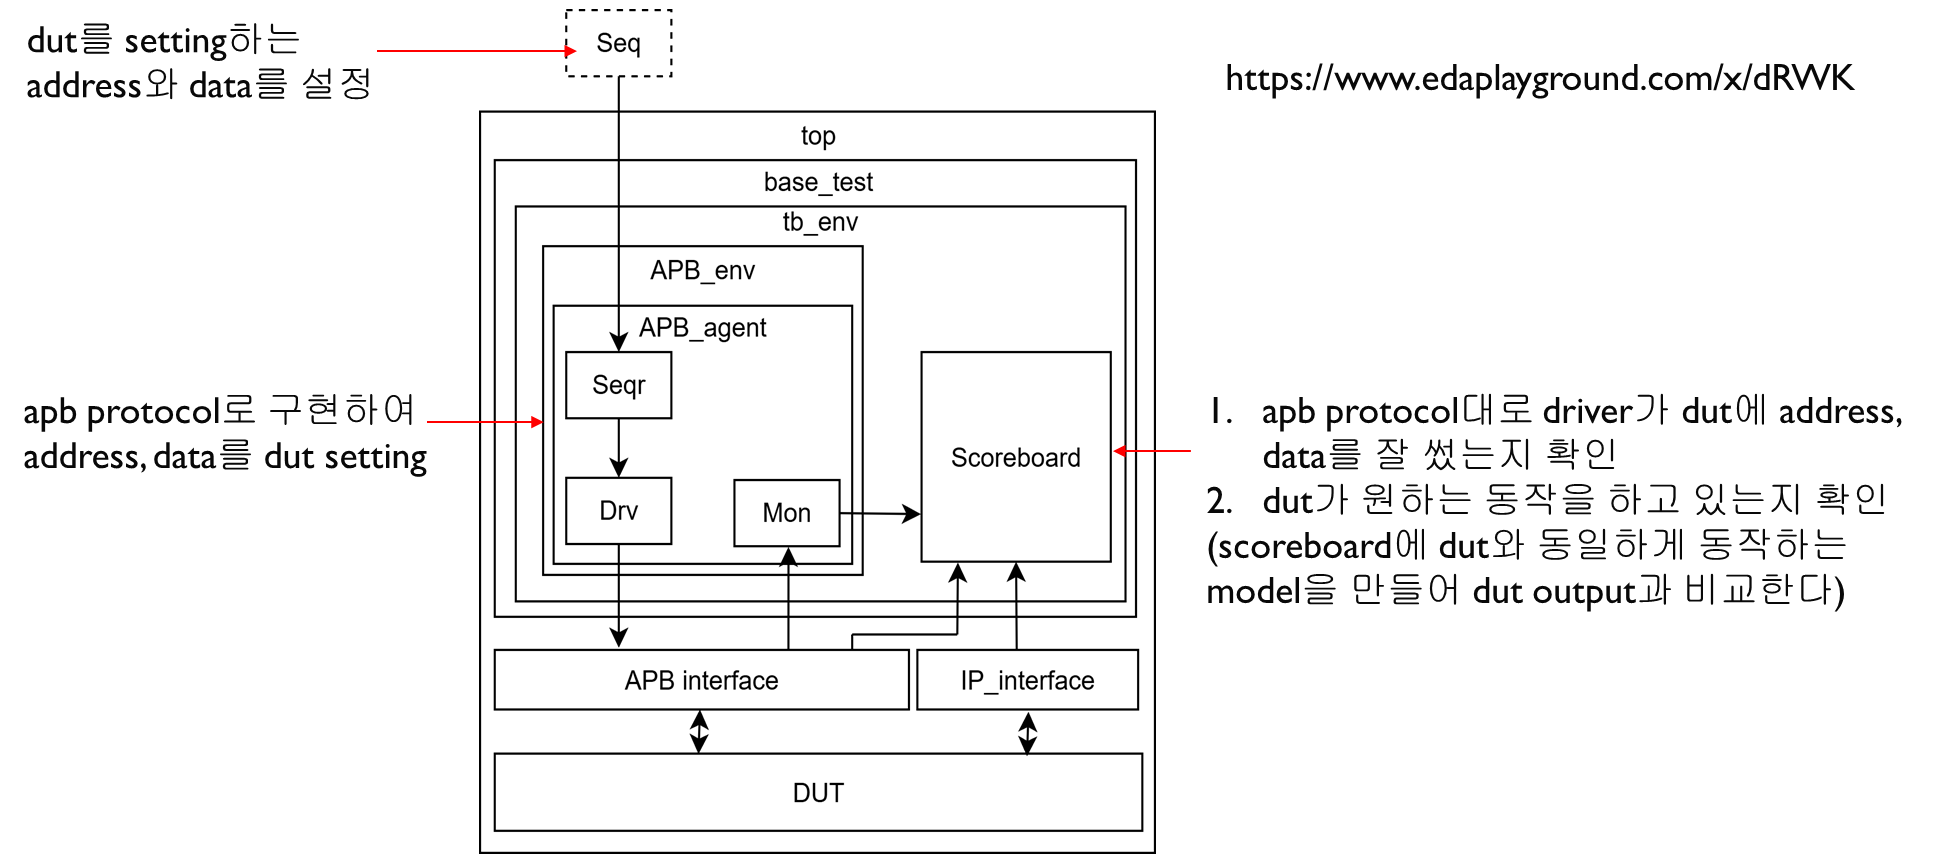 dut를 setting하는
address와 data를 설정
Seq
https://www.edaplayground.com/x/dRWK
top
base_test
tb_env
APB_env
APB_agent
Seqr
Drv
Mon
Scoreboard
apb protocol로 구현하여
address, data를 dut setting
1. apb protocol대로 driver가 dut에 address,
data를 잘 썼는지 확인
2. dut가 원하는 동작을 하고 있는지 확인
(scoreboard에 dut와 동일하게 동작하는
model을 만들어 dut output과 비교한다)
APB interface
IP_interface
DUT